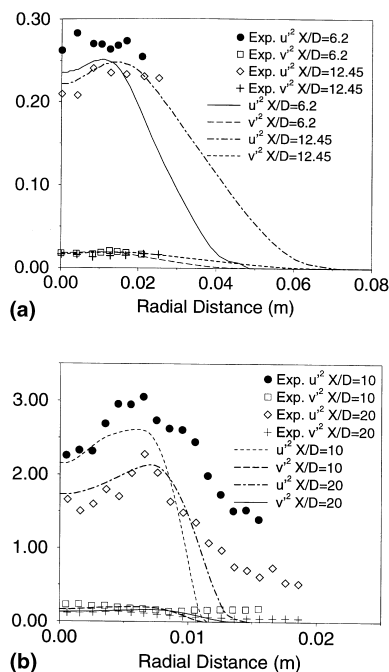 0.30
0.20
0.10
0.00
Exp. u'² X/D=6.2
Exp. v'² X/D=6.2
Exp. u'² X/D=12.45
Exp. v'² X/D=12.45
u'² X/D=6.2
v'² X/D=6.2
u'² X/D=12.45
v'² X/D=12.45
0.00 0.02 0.04 0.06 0.08
(a)
Radial Distance (m)
3.00
2.00
1.00
0.00
Exp. u'² X/D=10
Exp. v'² X/D=10
Exp. u'² X/D=20
Exp. v'² X/D=20
u'² X/D=10
v'² X/D=10
u'² X/D=20
v'² X/D=20
0.00 0.01 0.02
(b)
Radial Distance (m)